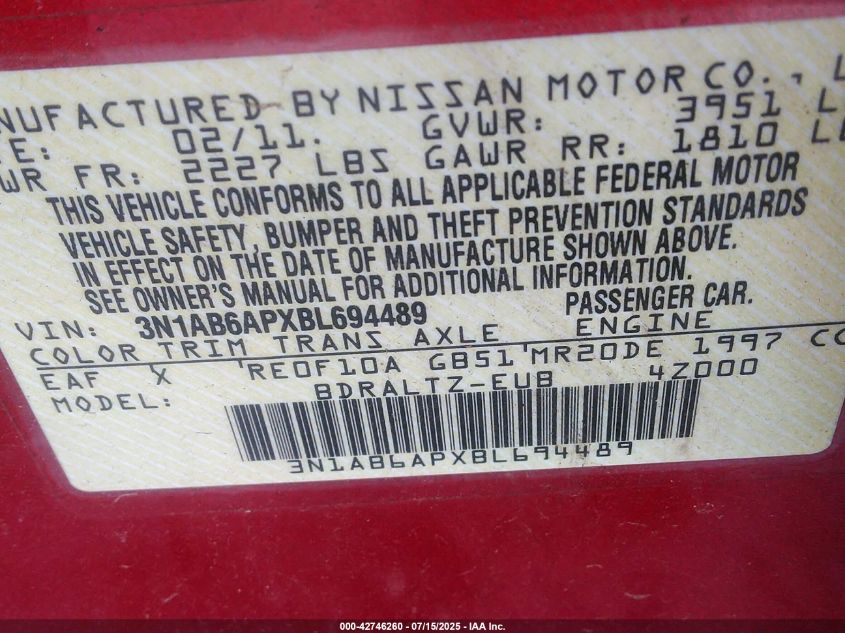 NUFACTURED BY NISSAN MOTOR CO., L
E: 02/11. GVWR: 3951 L
WR FR: 2227 LBS GAWR RR: 1810 LB
THIS VEHICLE CONFORMS TO ALL APPLICABLE FEDERAL MOTOR
VEHICLE SAFETY, BUMPER AND THEFT PREVENTION STANDARDS
IN EFFECT ON THE DATE OF MANUFACTURE SHOWN ABOVE.
SEE OWNER'S MANUAL FOR ADDITIONAL INFORMATION.
VIN: 3N1AB6APXBL694489 PASSENGER CAR.
COLOR TRIM TRANS AXLE ENGINE
EAF X RE0F10A GB51 MR20DE 1997 CC
MODEL: BDRALTZ-EUB 4Z000
3N1AB6APXBL694489
000-42746260 - 07/15/2025 - IAA Inc.